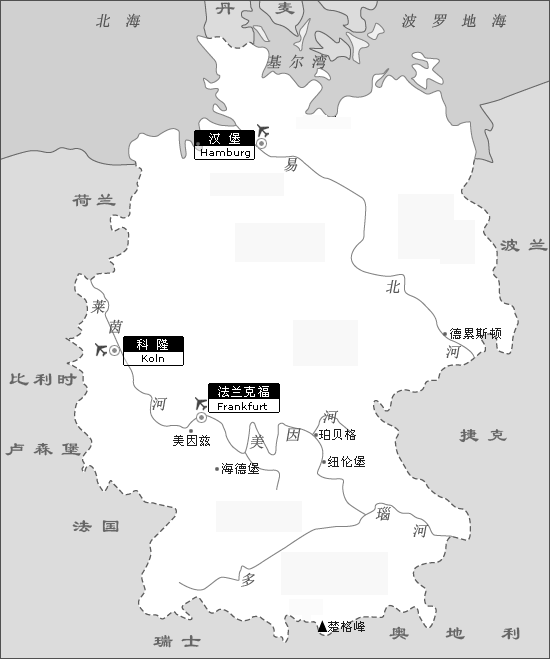 丹麦
北海
波罗地海
基尔湾
汉堡
Hamburg
易
荷兰
波兰
北
莱
茵
德累斯顿
科隆
Koln
河
比利时
法兰克福
Frankfurt
河
河
美
因
珀贝格
捷克
美因兹
卢森堡
纽伦堡
海德堡
瑙
法国
河
多
▲楚格峰
奥地利
瑞士